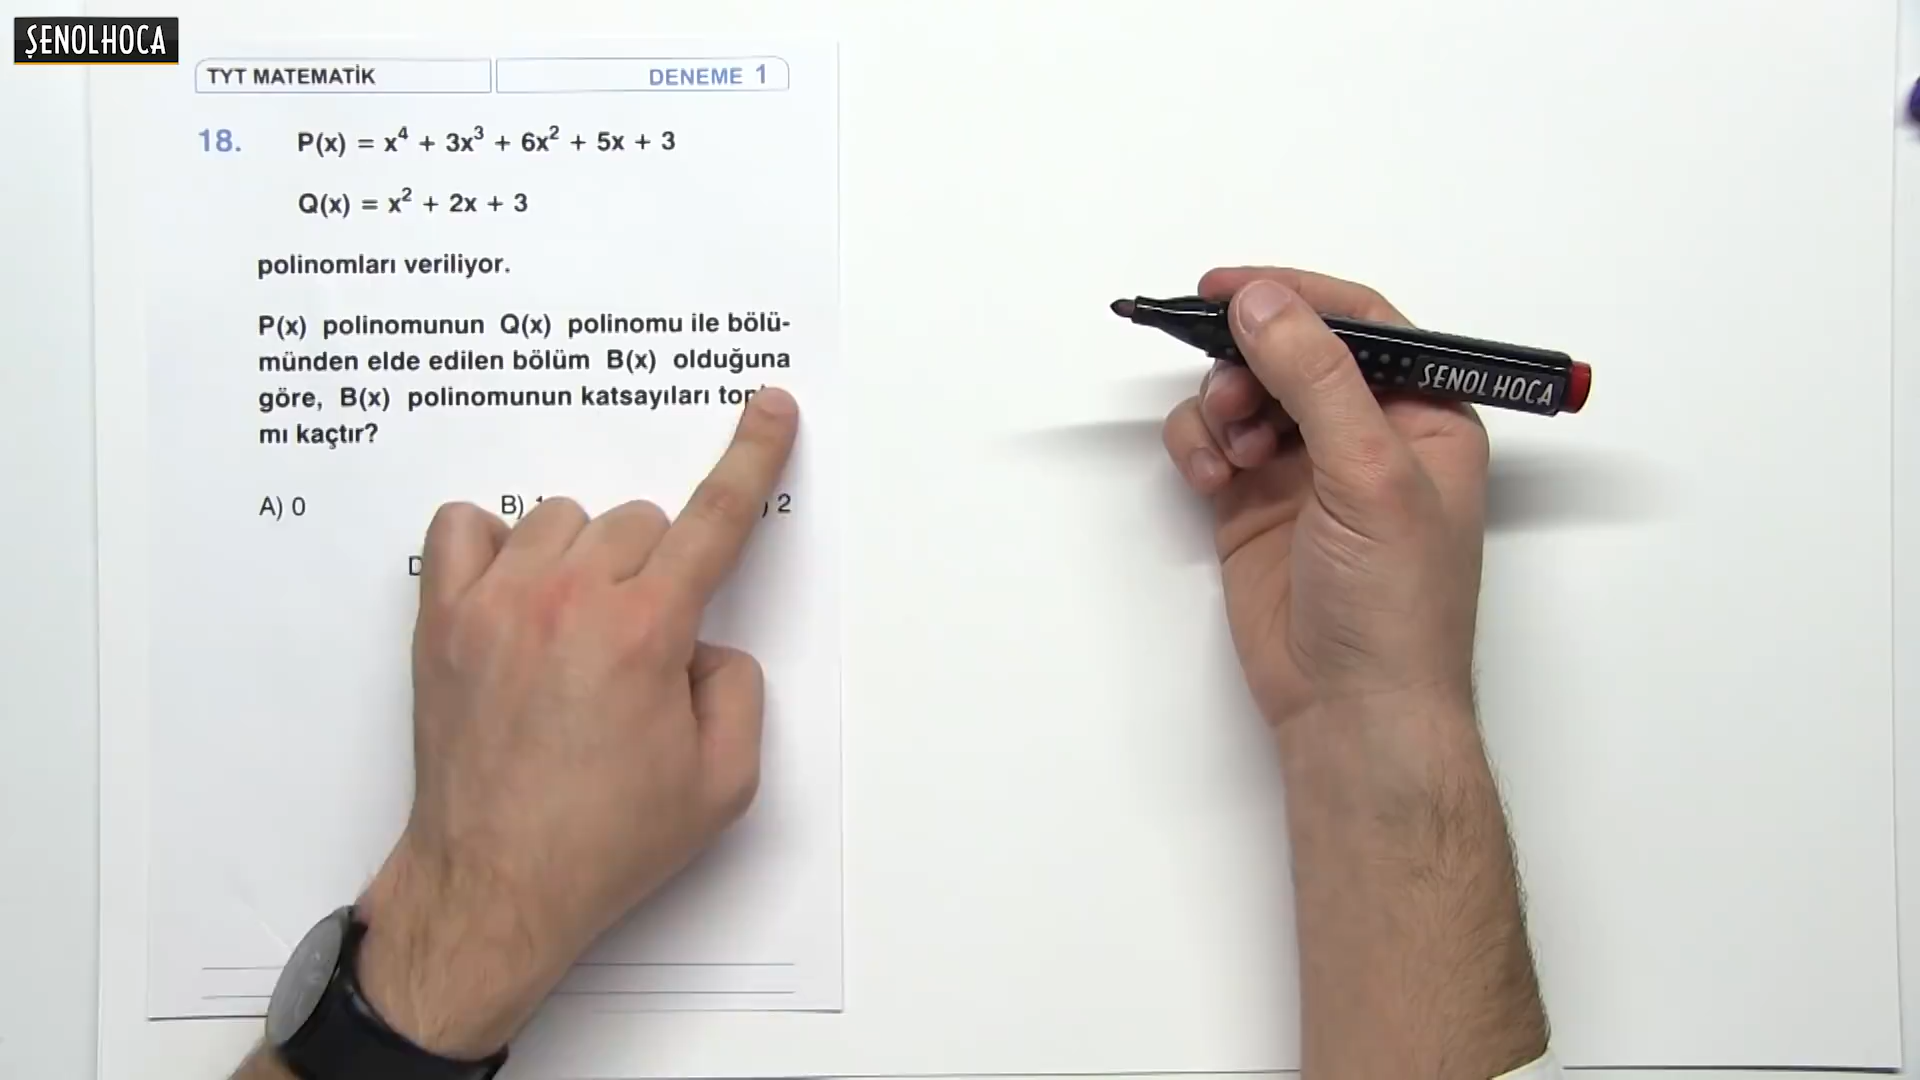 ŞENOLHOCA
TYT MATEMATİK
DENEME 1
18. P(x) = x⁴ + 3x³ + 6x² + 5x + 3
Q(x) = x² + 2x + 3
polinomları veriliyor.
P(x) polinomunun Q(x) polinomu ile bölü-
münden elde edilen bölüm B(x) olduğuna
göre, B(x) polinomunun katsayıları
mı kaçtır?
A) 0 B) ) 2
ŞENOL HOCA